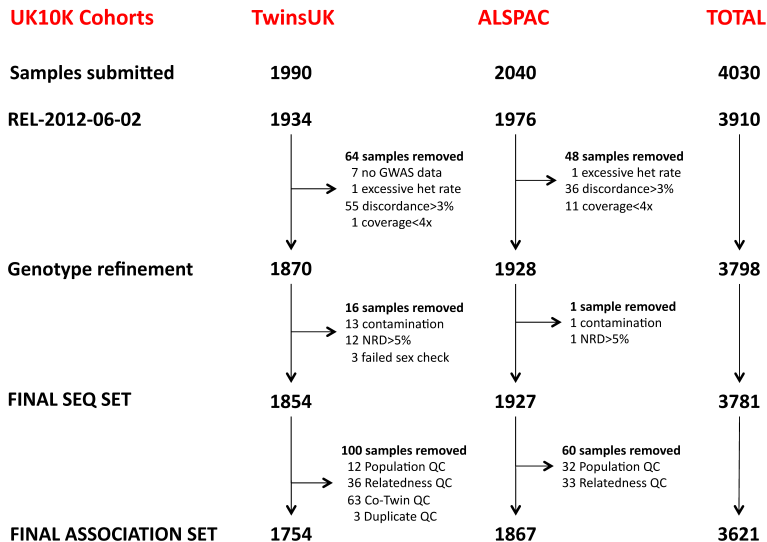 UK10K Cohorts TwinsUK ALSPAC TOTAL
Samples submitted 1990 2040 4030
REL-2012-06-02 1934 1976 3910
64 samples removed
7 no GWAS data
1 excessive het rate
55 discordance>3%
1 coverage<4x
48 samples removed
1 excessive het rate
36 discordance>3%
11 coverage<4x
Genotype refinement 1870 1928 3798
16 samples removed
13 contamination
12 NRD>5%
3 failed sex check
1 sample removed
1 contamination
1 NRD>5%
FINAL SEQ SET 1854 1927 3781
100 samples removed
12 Population QC
36 Relatedness QC
63 Co-Twin QC
3 Duplicate QC
60 samples removed
32 Population QC
33 Relatedness QC
FINAL ASSOCIATION SET 1754 1867 3621